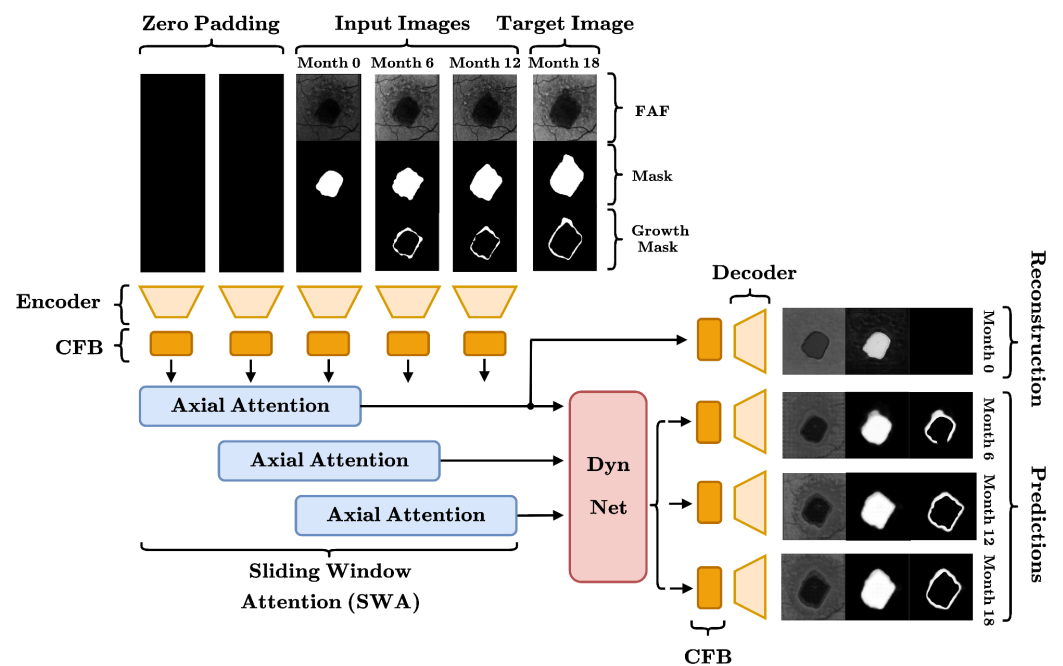 Zero Padding
Input Images
Target Image
Month 0
Month 6
Month 12
Month 18
FAF
Mask
Growth
Mask
Encoder
CFB
Axial Attention
Axial Attention
Axial Attention
Sliding Window
Attention (SWA)
Dyn
Net
Decoder
CFB
Month 0
Month 6
Month 12
Month 18
Reconstruction
Predictions